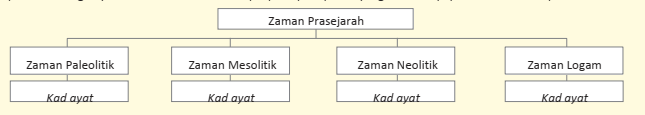 Zaman Prasejarah
Zaman Paleolitik Zaman Mesolitik Zaman Neolitik Zaman Logam
Kad ayat Kad ayat Kad ayat Kad ayat